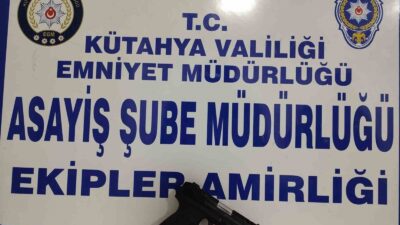 T.C.
KÜTAHYA VALİLİĞİ
EMNİYET MÜDÜRLÜĞÜ
ASAYİŞ ŞUBE MÜDÜRLÜĞÜ
EKİPLER AMİRLİĞİ